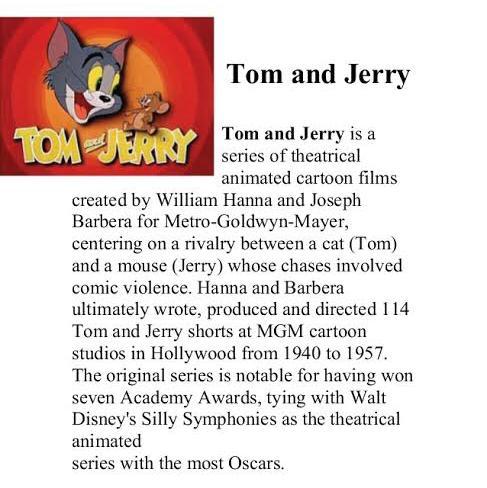 Tom and Jerry
TOM and JERRY
Tom and Jerry is a
series of theatrical
animated cartoon films
created by William Hanna and Joseph
Barbera for Metro-Goldwyn-Mayer,
centering on a rivalry between a cat (Tom)
and a mouse (Jerry) whose chases involved
comic violence. Hanna and Barbera
ultimately wrote, produced and directed 114
Tom and Jerry shorts at MGM cartoon
studios in Hollywood from 1940 to 1957.
The original series is notable for having won
seven Academy Awards, tying with Walt
Disney's Silly Symphonies as the theatrical
animated
series with the most Oscars.